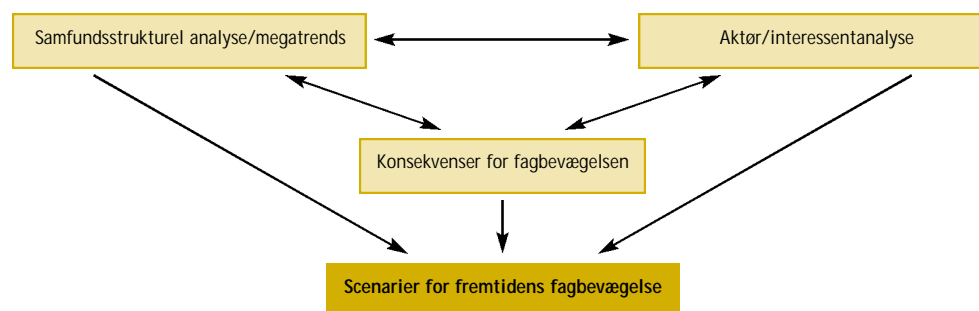 Samfundsstrukturel analyse/megatrends
Aktør/interessentanalyse
Konsekvenser for fagbevægelsen
Scenarier for fremtidens fagbevægelse